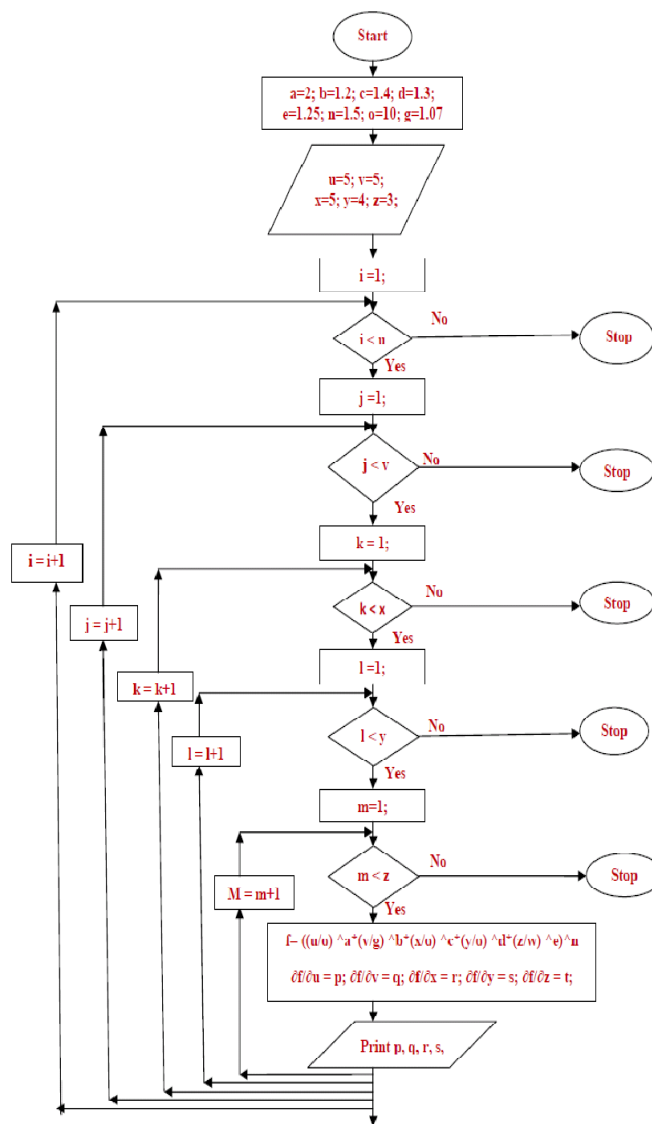 Start
a=2; b=1.2; c=1.4; d=1.3;
e=1.25; n=1.5; o=10; g=1.07
u=5; v=5;
x=5; y=4; z=3;
i =1;
i < u
No
Stop
Yes
j =1;
j < v
No
Stop
Yes
k = 1;
i = i+1
k < x
No
Stop
j = j+1
Yes
l =1;
k = k+1
l = l+1
l < y
No
Stop
Yes
m=1;
M = m+1
m < z
No
Stop
Yes
f= ((u/o) ^a+(v/g) ^b+(x/o) ^c+(y/o) ^d+(z/w) ^e)^n
∂f/∂u = p; ∂f/∂v = q; ∂f/∂x = r; ∂f/∂y = s; ∂f/∂z = t;
Print p, q, r, s,